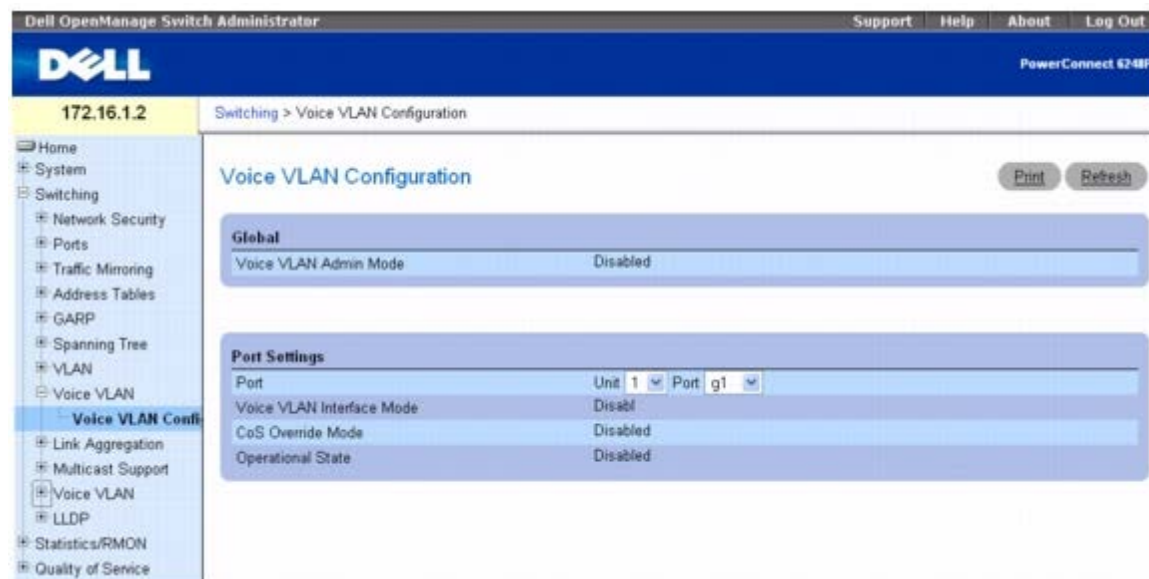 Dell OpenManage Switch Administrator Support Help About Log Out
DELL
PowerConnect 6248P
172.16.1.2
Switching > Voice VLAN Configuration
Home
System
Switching
Network Security
Ports
Traffic Mirroring
Address Tables
GARP
Spanning Tree
VLAN
Voice VLAN
Voice VLAN Confi
Link Aggregation
Multicast Support
Voice VLAN
LLDP
Statistics/RMON
Quality of Service
Voice VLAN Configuration
Print Refresh
Global
Voice VLAN Admin Mode Disabled
Port Settings
Port Unit 1 Port g1
Voice VLAN Interface Mode Disabl
CoS Override Mode Disabled
Operational State Disabled